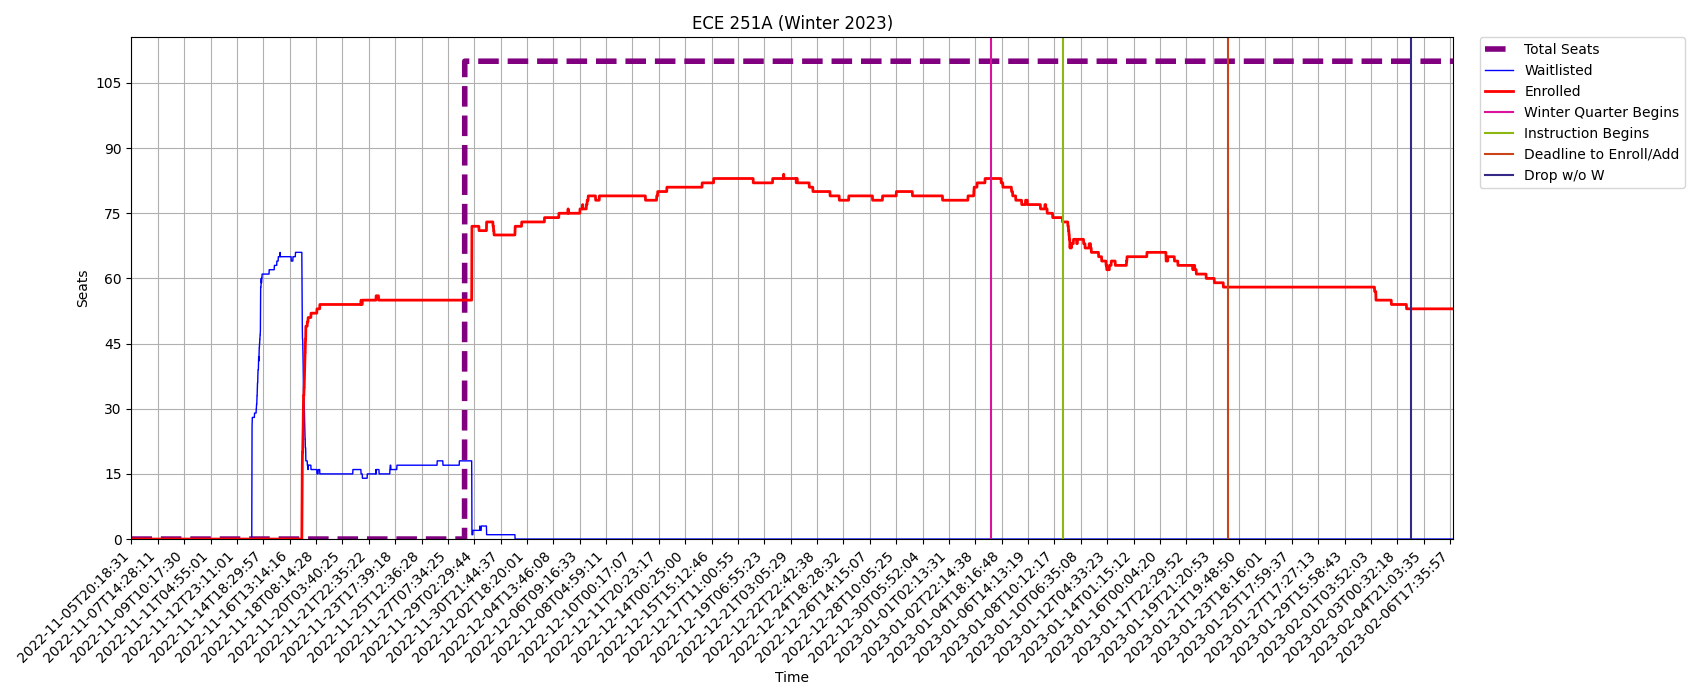 ECE 251A (Winter 2023)
Total Seats
Waitlisted
Enrolled
Winter Quarter Begins
Instruction Begins
Deadline to Enroll/Add
Drop w/o W
105
90
75
60
45
30
15
0
Seats
2022-11-05T20:18:31
2022-11-07T14:28:11
2022-11-09T10:17:30
2022-11-11T04:55:01
2022-11-12T23:11:01
2022-11-14T18:29:57
2022-11-16T13:14:16
2022-11-18T08:14:28
2022-11-20T03:40:25
2022-11-21T22:35:22
2022-11-23T17:39:18
2022-11-25T12:36:28
2022-11-27T07:34:25
2022-11-29T02:29:44
2022-11-30T21:44:37
2022-12-02T18:20:01
2022-12-04T13:46:08
2022-12-06T09:16:33
2022-12-08T04:59:11
2022-12-10T00:17:07
2022-12-11T20:23:17
2022-12-14T00:25:00
2022-12-15T15:12:46
2022-12-17T11:00:55
2022-12-19T06:55:23
2022-12-21T03:05:29
2022-12-22T22:42:38
2022-12-24T18:28:32
2022-12-26T14:15:07
2022-12-28T10:05:25
2022-12-30T05:52:04
2023-01-01T02:13:31
2023-01-02T22:14:38
2023-01-04T18:16:48
2023-01-06T14:13:19
2023-01-08T10:12:17
2023-01-10T06:35:08
2023-01-12T04:33:23
2023-01-14T01:15:12
2023-01-16T00:04:20
2023-01-17T22:29:52
2023-01-19T21:20:53
2023-01-21T19:48:50
2023-01-23T18:16:01
2023-01-25T17:59:37
2023-01-27T17:27:13
2023-01-29T15:58:43
2023-02-01T03:52:03
2023-02-03T00:32:18
2023-02-04T21:03:35
2023-02-06T17:35:57
Time